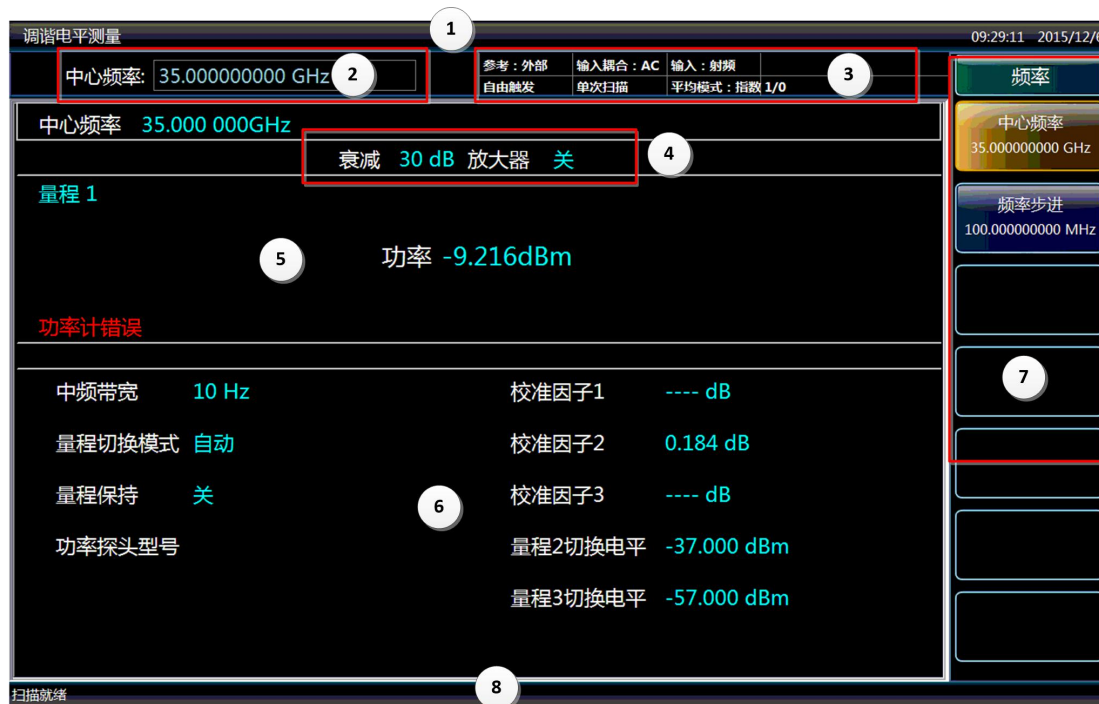 调谐电平测量
1
09:29:11 2015/12/6
中心频率: 35.000000000 GHz
2
参考：外部 输入耦合：AC 输入：射频
自由触发 单次扫描 平均模式：指数 1/0
3
频率
中心频率 35.000 000GHz
中心频率
35.000000000 GHz
衰减 30 dB 放大器 关
4
量程 1
频率步进
100.000000000 MHz
5
功率 -9.216dBm
功率计错误
7
中频带宽 10 Hz 校准因子1 ---- dB
量程切换模式 自动 校准因子2 0.184 dB
量程保持 关 校准因子3 ---- dB
6
功率探头型号 量程2切换电平 -37.000 dBm
量程3切换电平 -57.000 dBm
扫描就绪
8